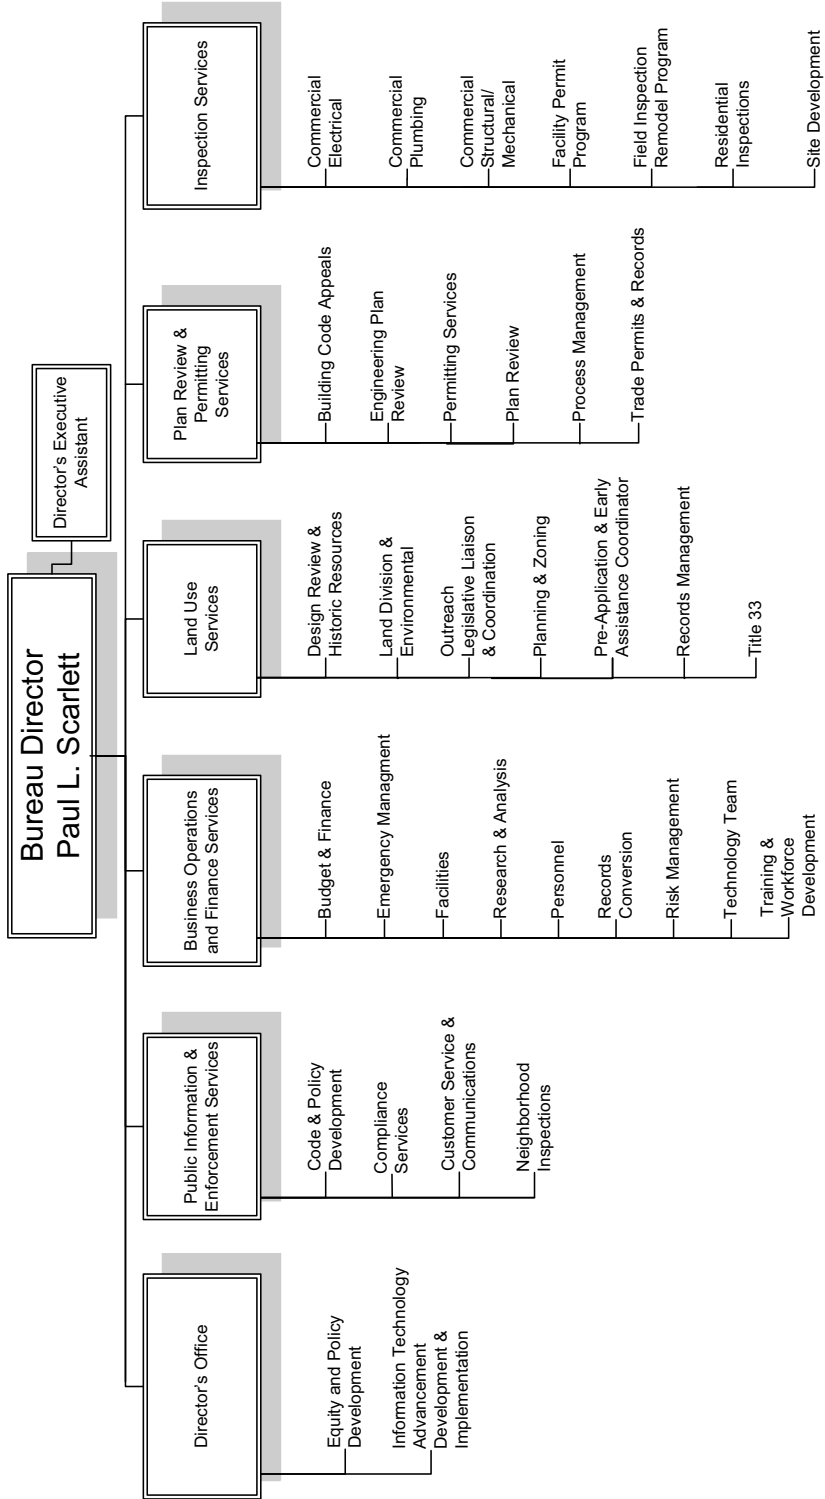 Bureau Director
Paul L. Scarlett
Director's Executive
Assistant
Director's Office
Equity and Policy
Development
Information Technology
Advancement
Development &
Implementation
Public Information &
Enforcement Services
Code & Policy
Development
Compliance
Services
Customer Service &
Communications
Neighborhood
Inspections
Business Operations
and Finance Services
Budget & Finance
Emergency Managment
Facilities
Research & Analysis
Personnel
Records
Conversion
Risk Management
Technology Team
Training &
Workforce
Development
Land Use
Services
Design Review &
Historic Resources
Land Division &
Environmental
Outreach
Legislative Liaison
& Coordination
Planning & Zoning
Pre-Application & Early
Assistance Coordinator
Records Management
Title 33
Plan Review &
Permitting
Services
Building Code Appeals
Engineering Plan
Review
Permitting Services
Plan Review
Process Management
Trade Permits & Records
Inspection Services
Commercial
Electrical
Commercial
Plumbing
Commercial
Structural/
Mechanical
Facility Permit
Program
Field Inspection
Remodel Program
Residential
Inspections
Site Development